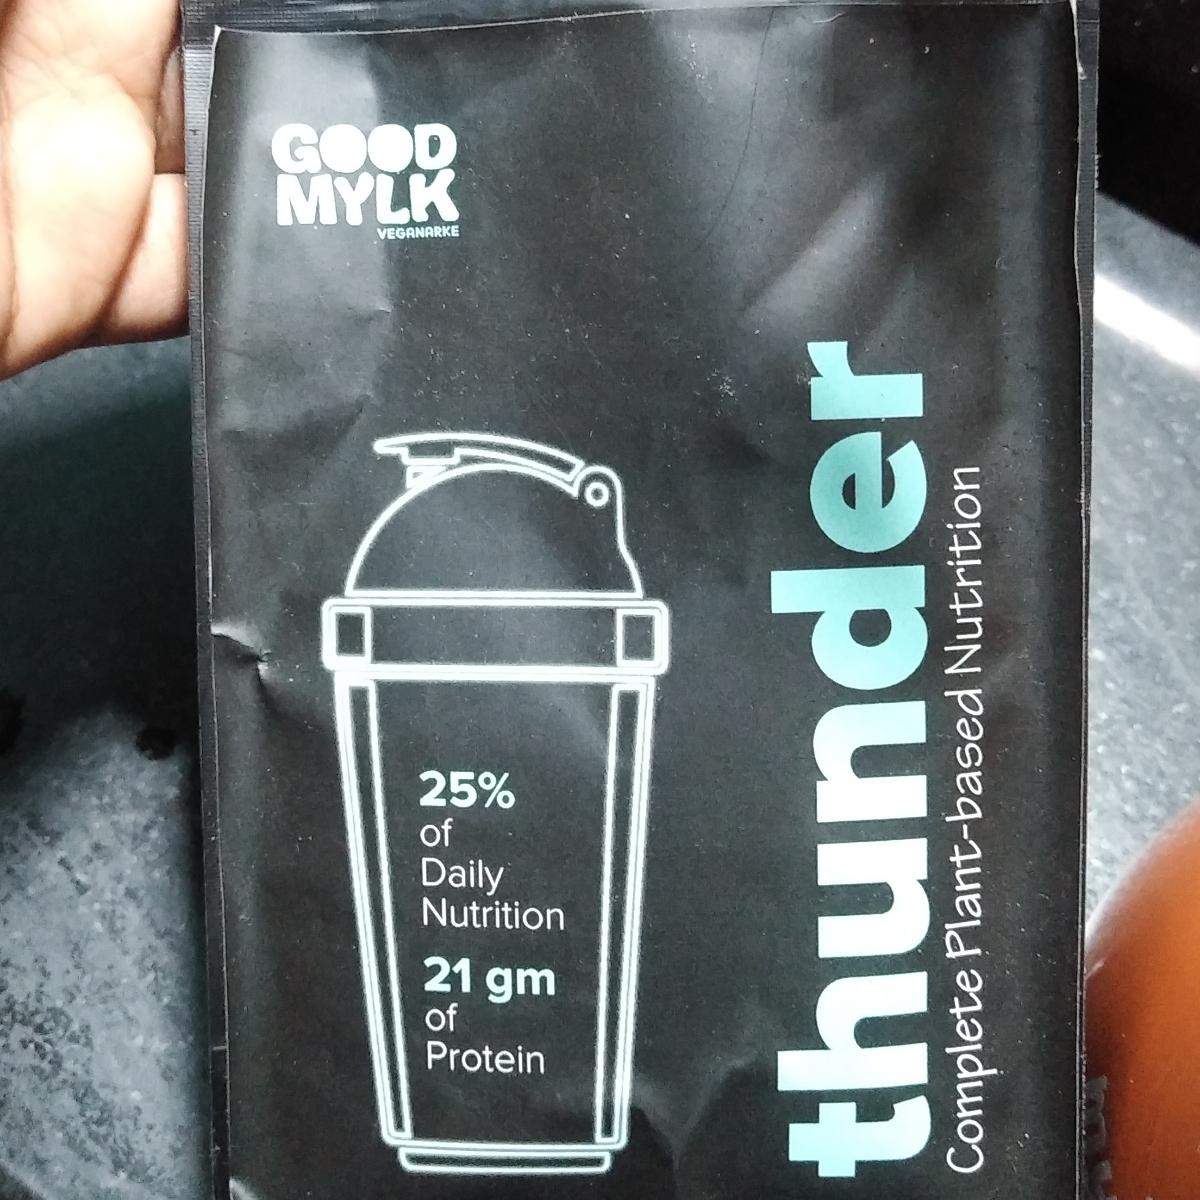 GOOD
MYLK
VEGANARKE
25%
of
Daily
Nutrition
21 gm
of
Protein
thunder
Complete Plant-based Nutrition